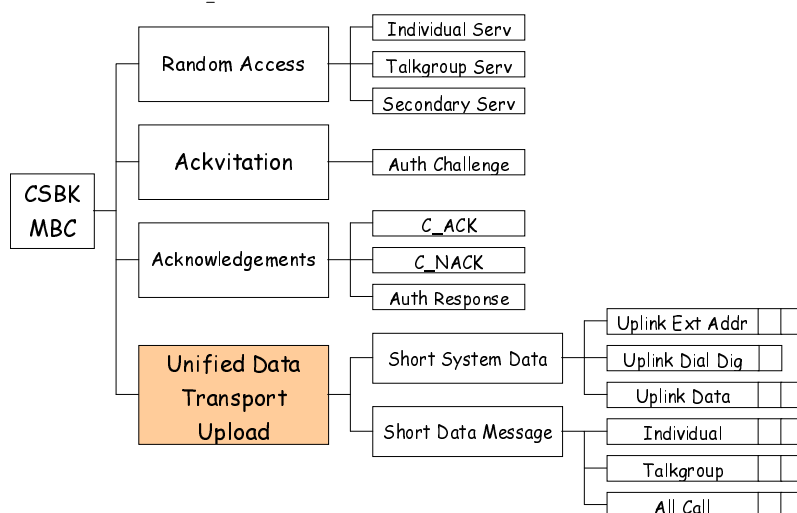 CSBK
MBC
Random Access
Individual Serv
Talkgroup Serv
Secondary Serv
Ackvitation
Auth Challenge
Acknowledgements
C_ACK
C_NACK
Auth Response
Unified Data
Transport
Upload
Short System Data
Uplink Ext Addr
Uplink Dial Dig
Uplink Data
Short Data Message
Individual
Talkgroup
All Call